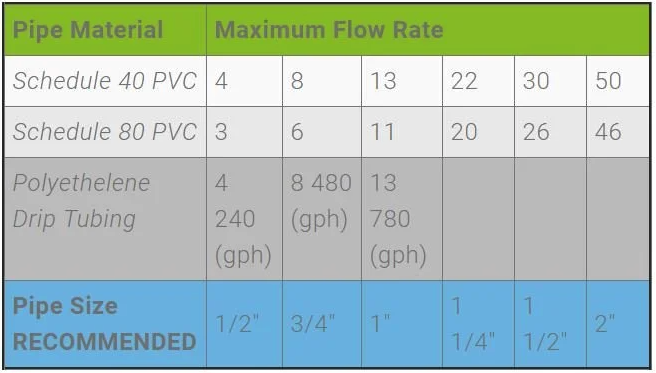 Pipe Material Maximum Flow Rate
Schedule 40 PVC 4 8 13 22 30 50
Schedule 80 PVC 3 6 11 20 26 46
Polyethelene 4 8 480 13
Drip Tubing 240 (gph) 780
(gph) (gph)
Pipe Size 1/2" 3/4" 1" 1 1 2"
RECOMMENDED 1/4" 1/2"